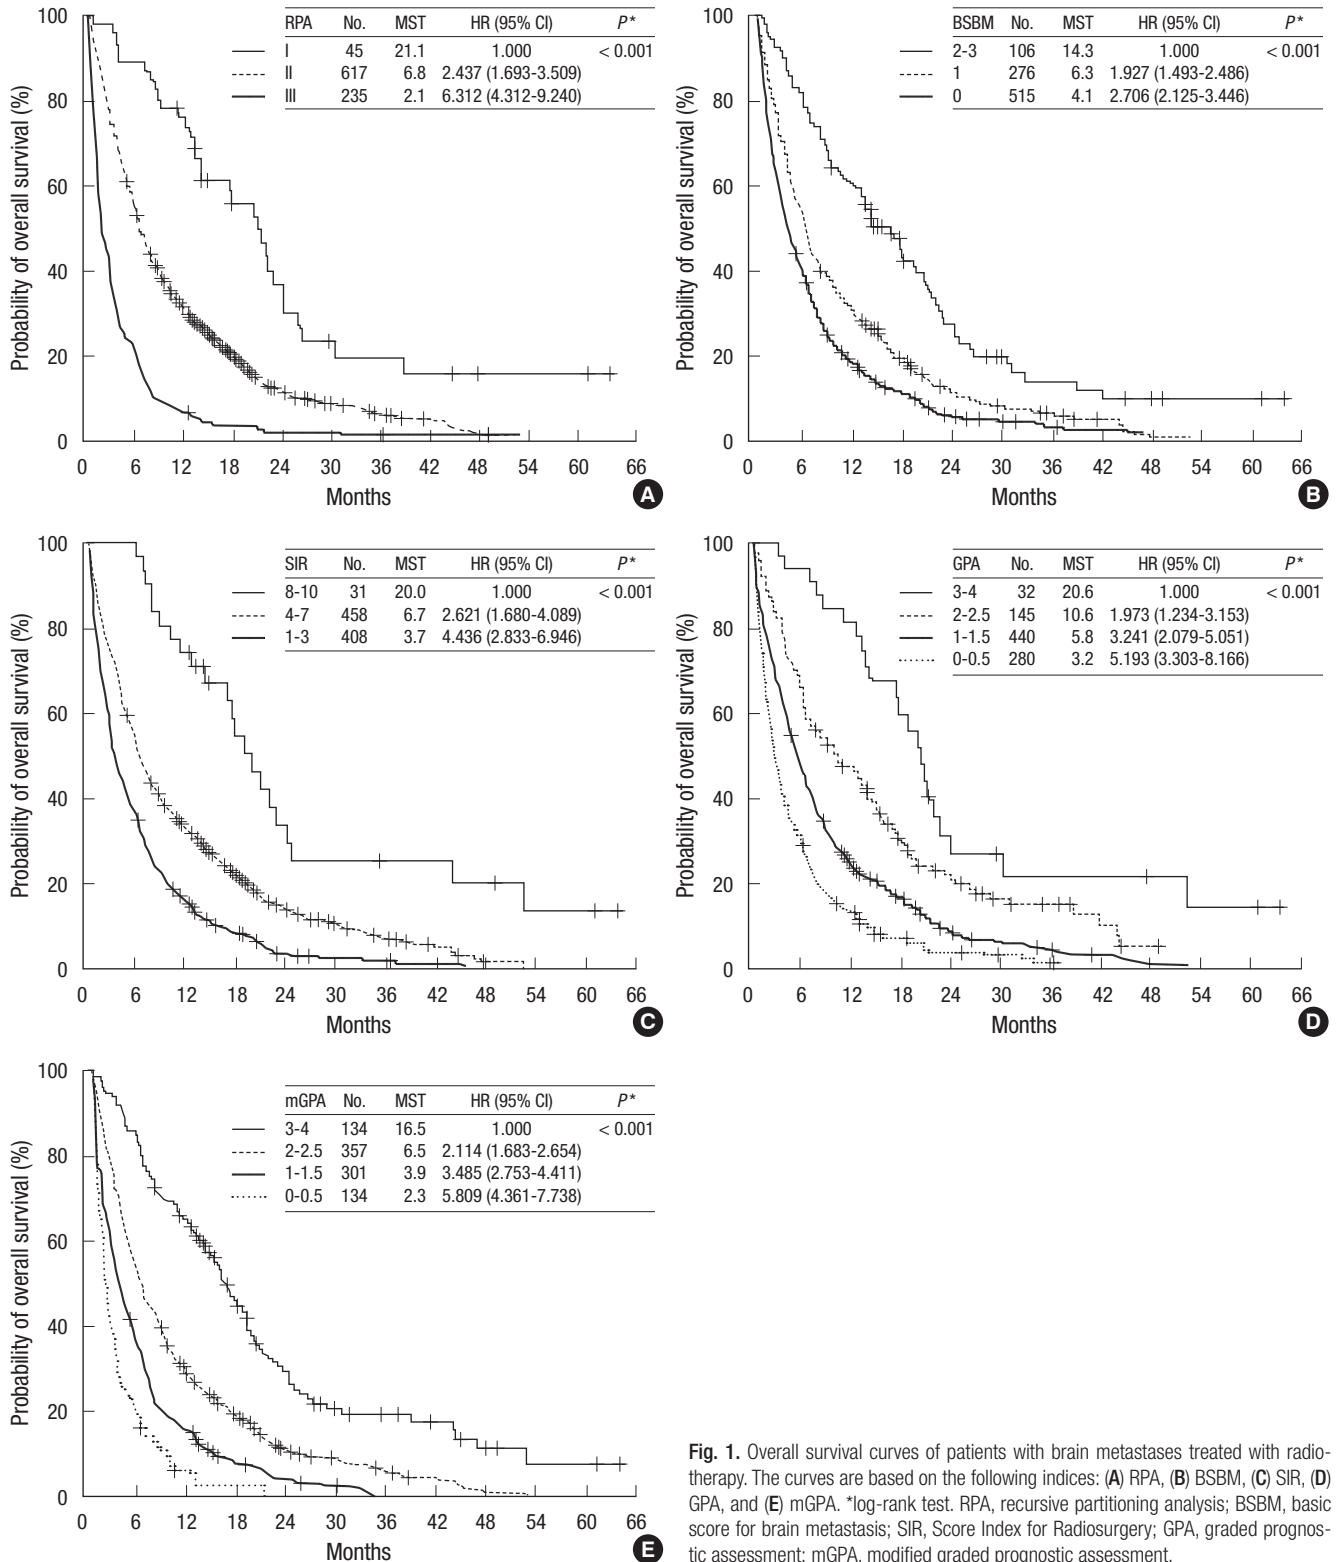 Probability of overall survival (%)
100
80
60
40
20
0
RPA No. MST HR (95% CI) P*
I 45 21.1 1.000 < 0.001
II 617 6.8 2.437 (1.693-3.509)
III 235 2.1 6.312 (4.312-9.240)
0 6 12 18 24 30 36 42 48 54 60 66
Months
A
Probability of overall survival (%)
100
80
60
40
20
0
BSBM No. MST HR (95% CI) P*
2-3 106 14.3 1.000 < 0.001
1 276 6.3 1.927 (1.493-2.486)
0 515 4.1 2.706 (2.125-3.446)
0 6 12 18 24 30 36 42 48 54 60 66
Months
B
Probability of overall survival (%)
100
80
60
40
20
0
SIR No. MST HR (95% CI) P*
8-10 31 20.0 1.000 < 0.001
4-7 458 6.7 2.621 (1.680-4.089)
1-3 408 3.7 4.436 (2.833-6.946)
0 6 12 18 24 30 36 42 48 54 60 66
Months
C
Probability of overall survival (%)
100
80
60
40
20
0
GPA No. MST HR (95% CI) P*
3-4 32 20.6 1.000 < 0.001
2-2.5 145 10.6 1.973 (1.234-3.153)
1-1.5 440 5.8 3.241 (2.079-5.051)
0-0.5 280 3.2 5.193 (3.303-8.166)
0 6 12 18 24 30 36 42 48 54 60 66
Months
D
Probability of overall survival (%)
100
80
60
40
20
0
mGPA No. MST HR (95% CI) P*
3-4 134 16.5 1.000 < 0.001
2-2.5 357 6.5 2.114 (1.683-2.654)
1-1.5 301 3.9 3.485 (2.753-4.411)
0-0.5 134 2.3 5.809 (4.361-7.738)
0 6 12 18 24 30 36 42 48 54 60 66
Months
E
Fig. 1. Overall survival curves of patients with brain metastases treated with radio-
therapy. The curves are based on the following indices: (A) RPA, (B) BSBM, (C) SIR, (D)
GPA, and (E) mGPA. *log-rank test. RPA, recursive partitioning analysis; BSBM, basic
score for brain metastasis; SIR, Score Index for Radiosurgery; GPA, graded prognos-
tic assessment; mGPA, modified graded prognostic assessment.